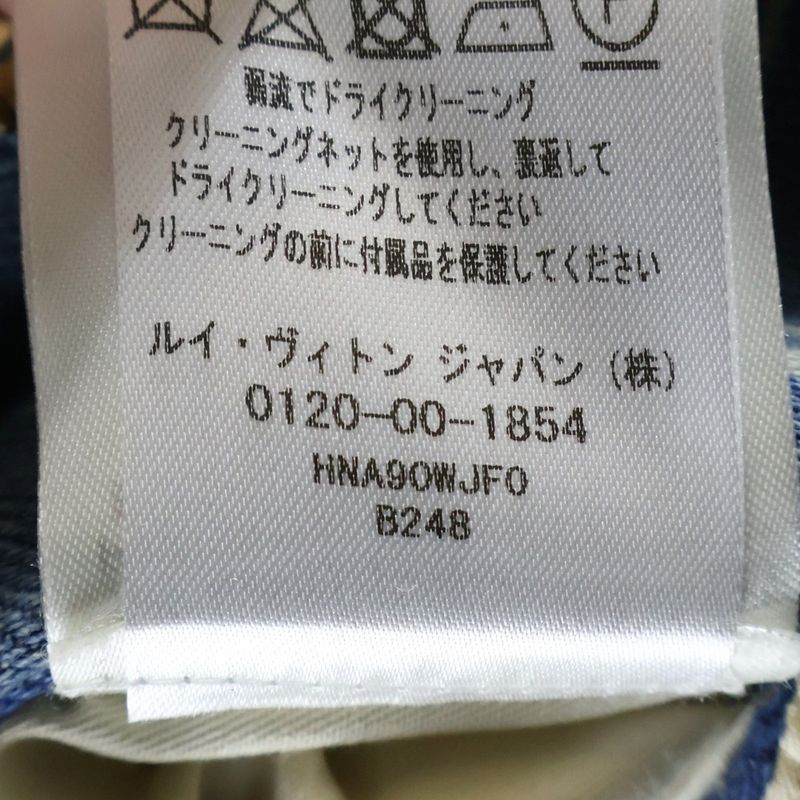 弱流でドライクリーニング
クリーニングネットを使用し、裏返して
ドライクリーニングしてください
クリーニングの前に付属品を保護してください
ルイ・ヴィトン ジャパン (株)
0120-00-1854
HNA90WJF0
B248